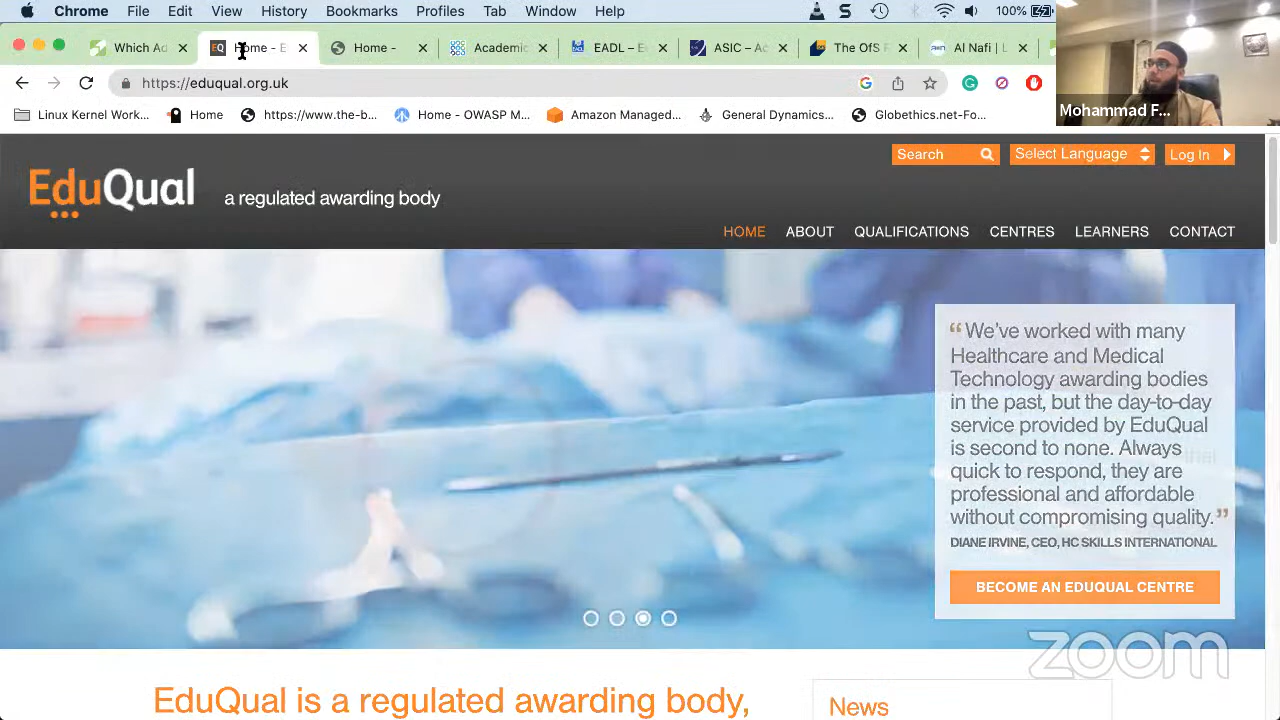 Chrome File Edit View History Bookmarks Profiles Tab Window Help 100%
Which Ad Home - E Home - Academic EADL – E ASIC – Ac The OfS F Al Nafi | L
https://eduqual.org.uk
Linux Kernel Work... Home https://www.the-b... Home - OWASP M... Amazon Managed... General Dynamics... Globethics.net-Fo...
Mohammad F...
Search Select Language Log In
EduQual a regulated awarding body
HOME ABOUT QUALIFICATIONS CENTRES LEARNERS CONTACT
“We've worked with many
Healthcare and Medical
Technology awarding bodies
in the past, but the day-to-day
service provided by EduQual
is second to none. Always
quick to respond, they are
professional and affordable
without compromising quality.”
DIANE IRVINE, CEO, HC SKILLS INTERNATIONAL
BECOME AN EDUQUAL CENTRE
zoom
EduQual is a regulated awarding body,
News